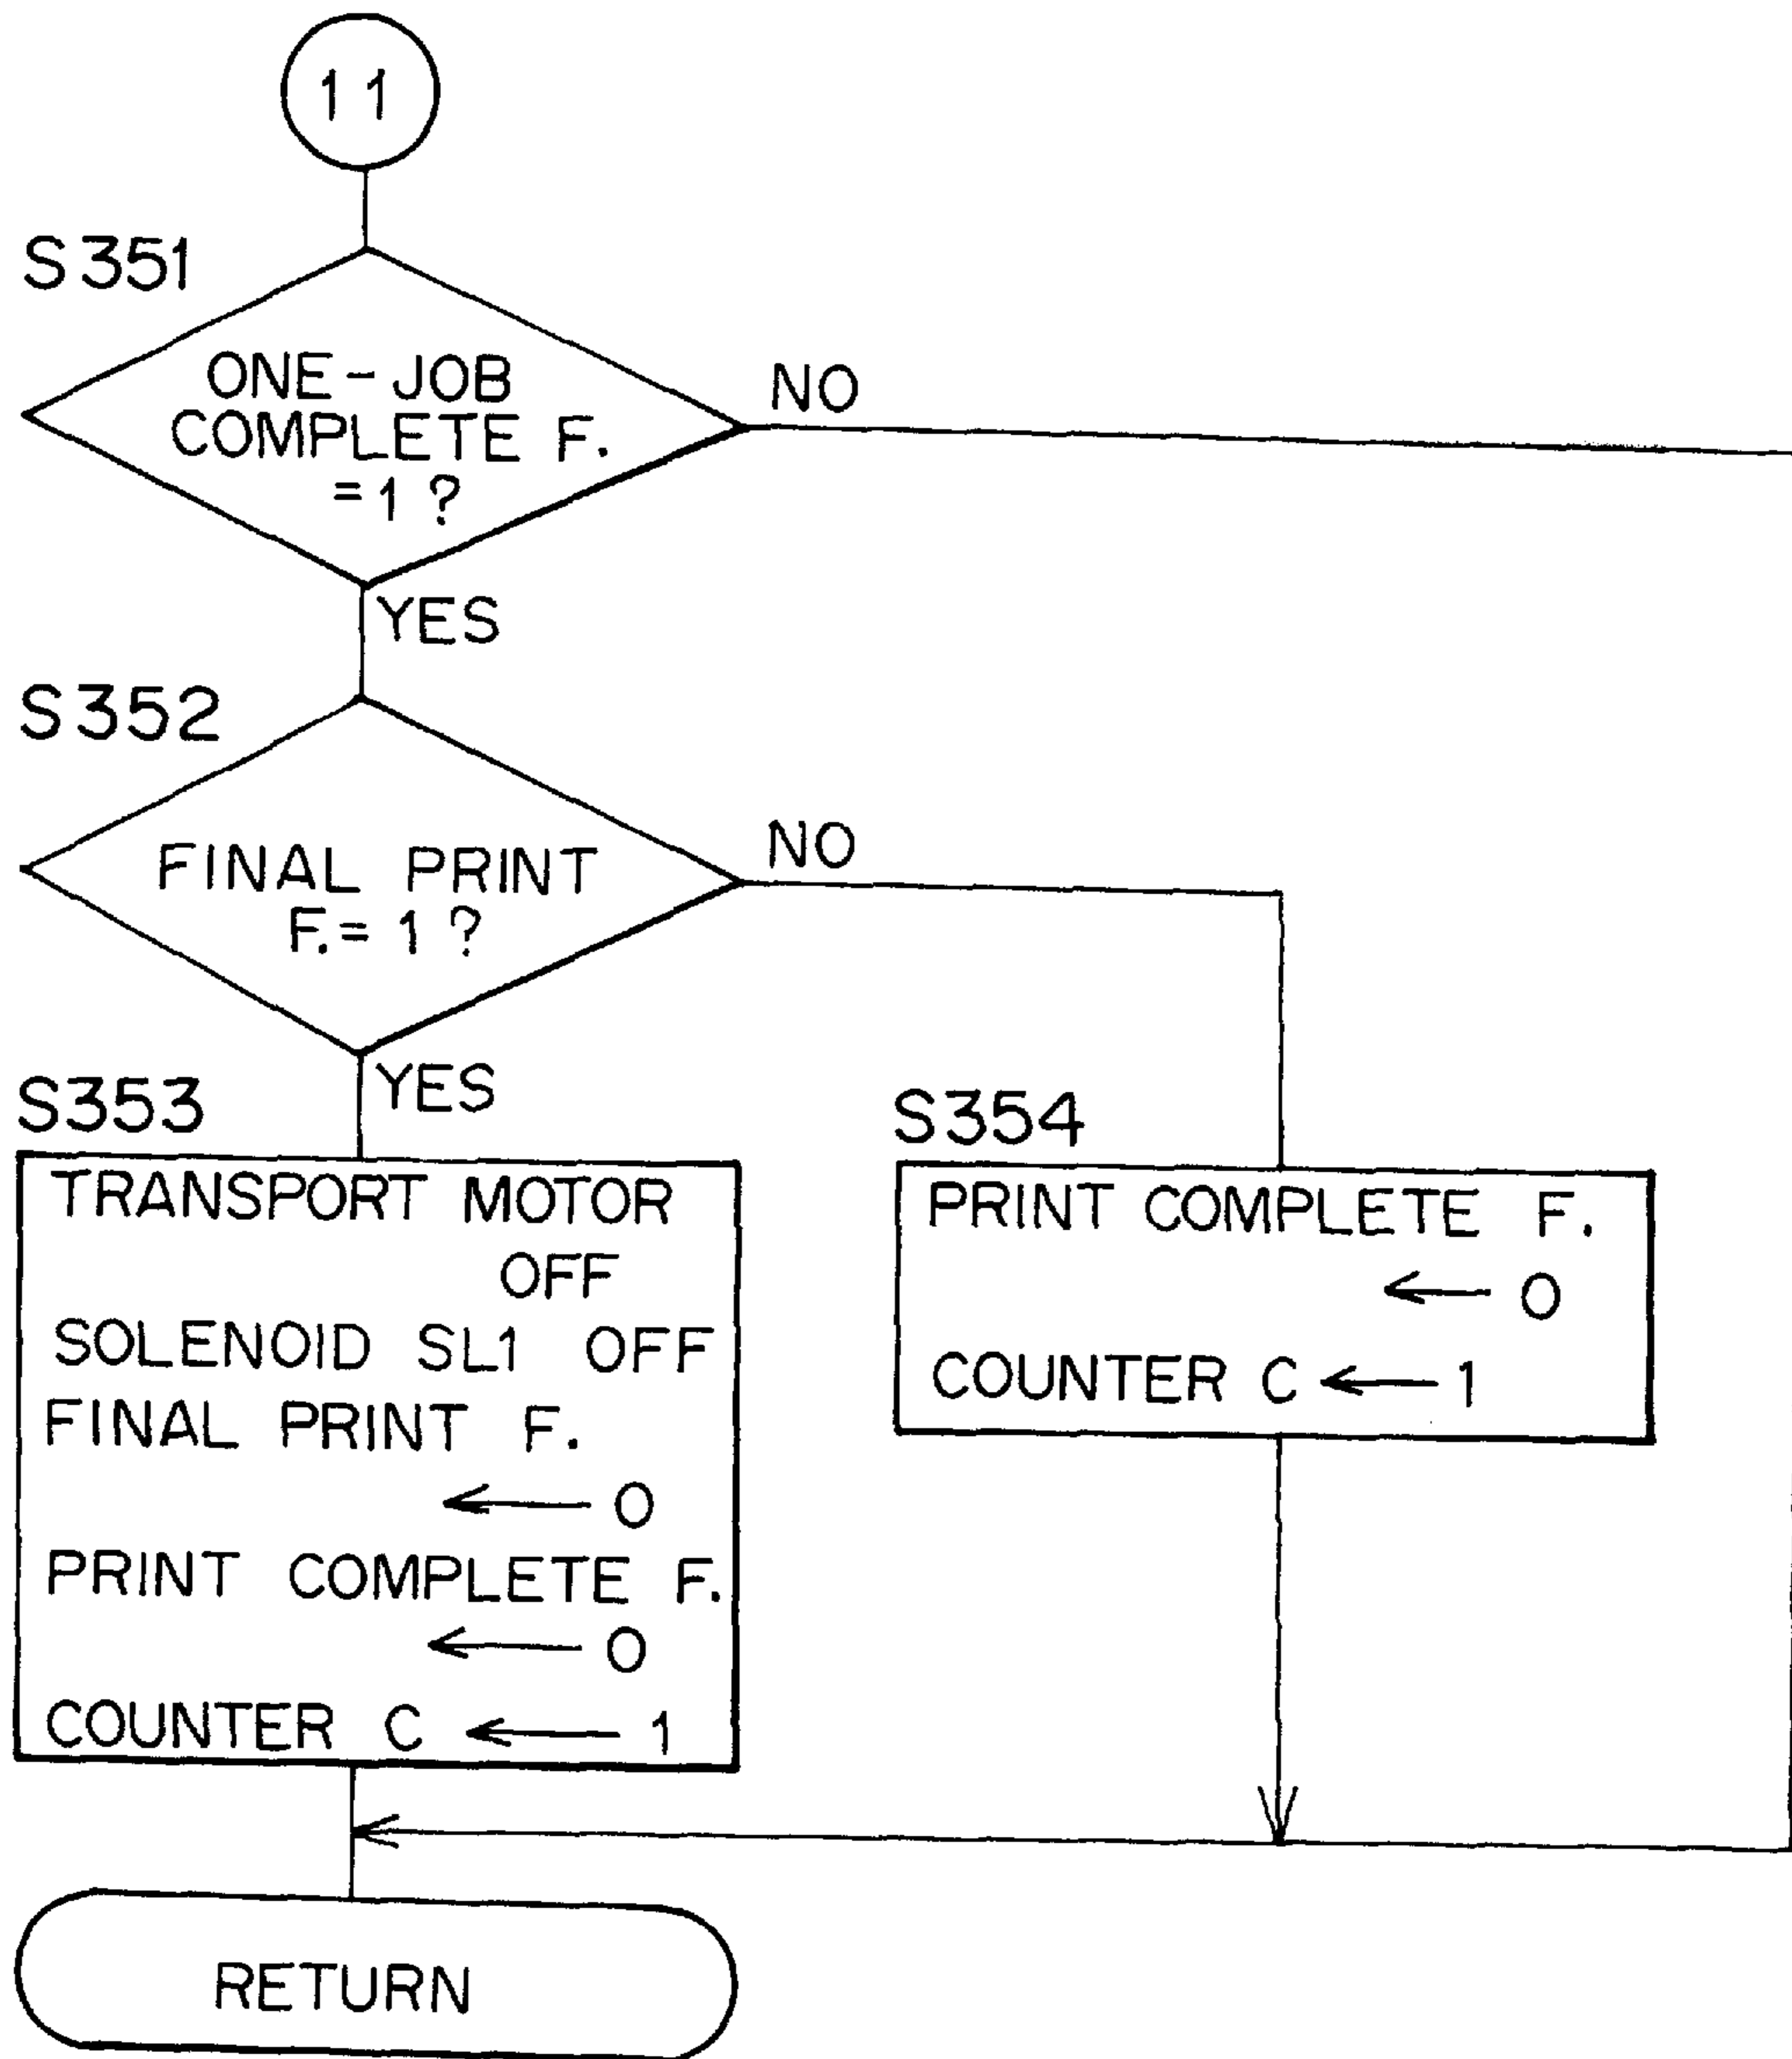 11
S351
ONE-JOB
COMPLETE F.
=1?
NO
YES
S352
FINAL PRINT
F.=1?
NO
YES
S353
TRANSPORT MOTOR
OFF
SOLENOID SL1 OFF
FINAL PRINT F.
← 0
PRINT COMPLETE F.
← 0
COUNTER C ← 1
S354
PRINT COMPLETE F.
← 0
COUNTER C ← 1
RETURN